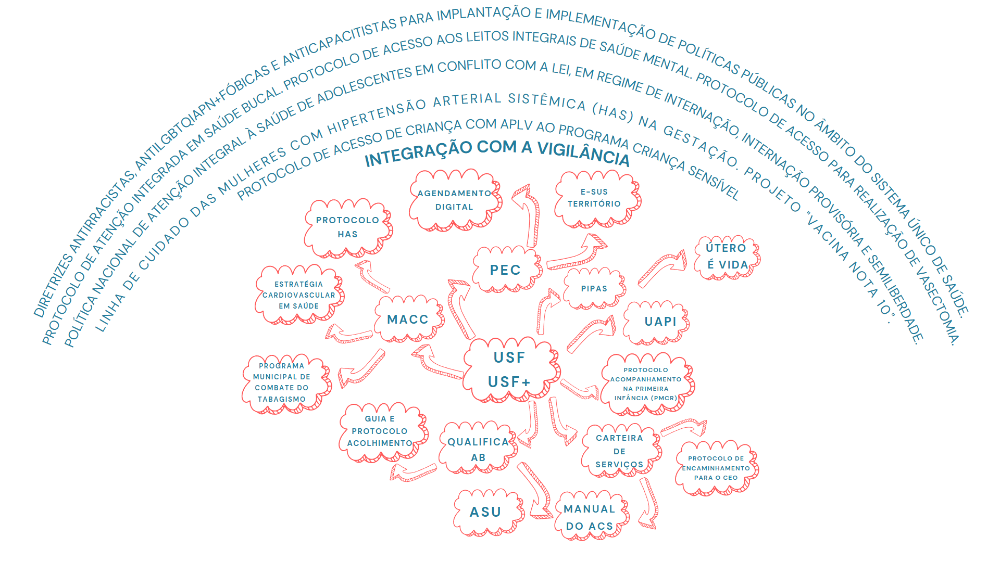 DIRETRIZES ANTIRRACISTAS, ANTILGBTQIAPN+FÓBICAS E ANTICAPACITISTAS PARA IMPLANTAÇÃO E IMPLEMENTAÇÃO DE POLÍTICAS PÚBLICAS NO ÂMBITO DO SISTEMA ÚNICO DE SAÚDE.
PROTOCOLO DE ATENÇÃO INTEGRADA EM SAÚDE BUCAL. PROTOCOLO DE ACESSO AOS LEITOS INTEGRAIS DE SAÚDE MENTAL. PROTOCOLO DE ACESSO PARA REALIZAÇÃO DE VASECTOMIA.
POLÍTICA NACIONAL DE ATENÇÃO INTEGRAL À SAÚDE DE ADOLESCENTES EM CONFLITO COM A LEI, EM REGIME DE INTERNAÇÃO, INTERNAÇÃO PROVISÓRIA E SEMILIBERDADE.
LINHA DE CUIDADO DAS MULHERES COM HIPERTENSÃO ARTERIAL SISTÊMICA (HAS) NA GESTAÇÃO. PROJETO "VACINA NOTA 10".
PROTOCOLO DE ACESSO DE CRIANÇA COM APLV AO PROGRAMA CRIANÇA SENSÍVEL
INTEGRAÇÃO COM A VIGILÂNCIA
AGENDAMENTO
DIGITAL
E-SUS
TERRITÓRIO
PROTOCOLO
HAS
ÚTERO
É VIDA
PEC
PIPAS
ESTRATÉGIA
CARDIOVASCULAR
EM SAÚDE
MACC
UAPI
USF
USF+
PROGRAMA
MUNICIPAL DE
COMBATE DO
TABAGISMO
PROTOCOLO
ACOMPANHAMENTO
NA PRIMEIRA
INFÂNCIA (PMCR)
GUIA E
PROTOCOLO
ACOLHIMENTO
QUALIFICA
AB
CARTEIRA
DE
SERVIÇOS
PROTOCOLO DE
ENCAMINHAMENTO
PARA O CEO
ASU
MANUAL
DO ACS